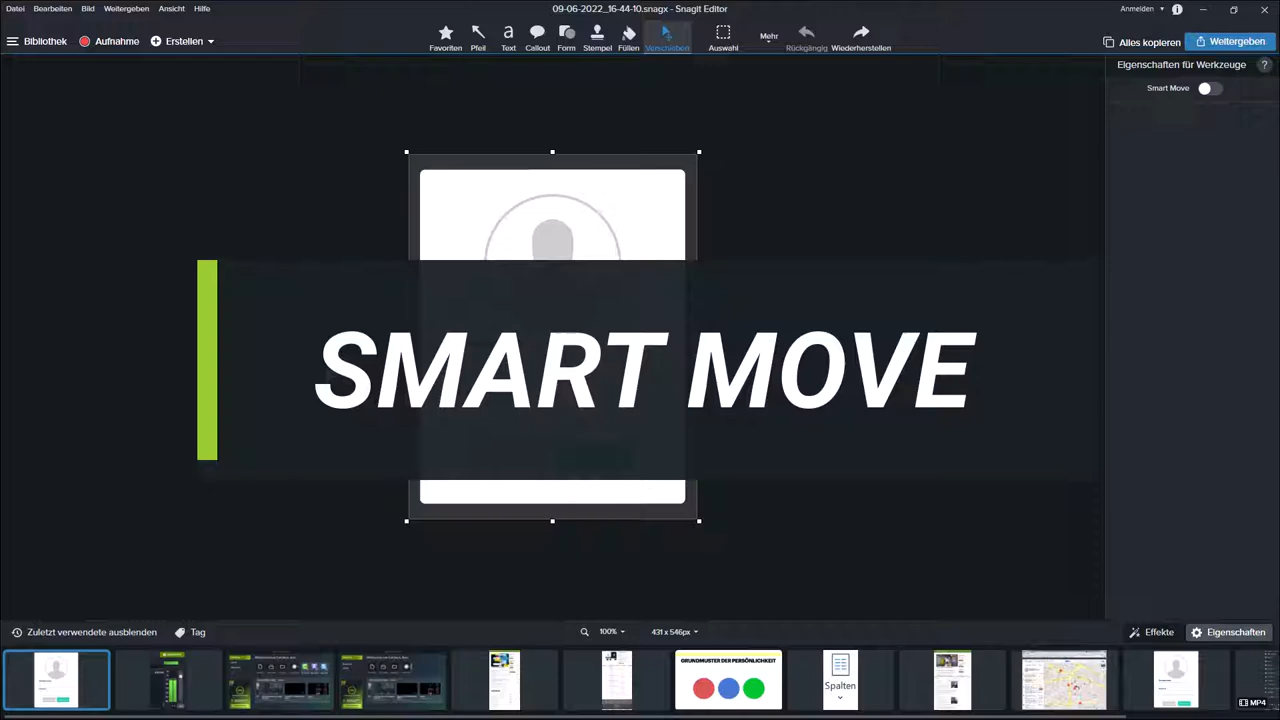 Datei Bearbeiten Bild Weitergeben Ansicht Hilfe
09-06-2022_16-44-10.snagx - SnagIt Editor
Anmelden
Bibliothek Aufnahme Erstellen
Favoriten Pfeil Text Callout Form Stempel Füllen Verschieben Auswahl Mehr Rückgängig Wiederherstellen
Alles kopieren Weitergeben
Eigenschaften für Werkzeuge ?
Smart Move
SMART MOVE
Zuletzt verwendete ausblenden Tag
100% 431 x 546px
Effekte Eigenschaften
GRUNDMUSTER DER PERSÖNLICHKEIT
Spalten
MP4